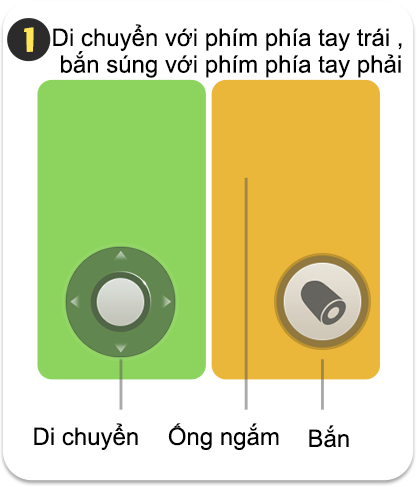 1 Di chuyển với phím phía tay trái ,
bắn súng với phím phía tay phải
Di chuyển Ống ngắm Bắn